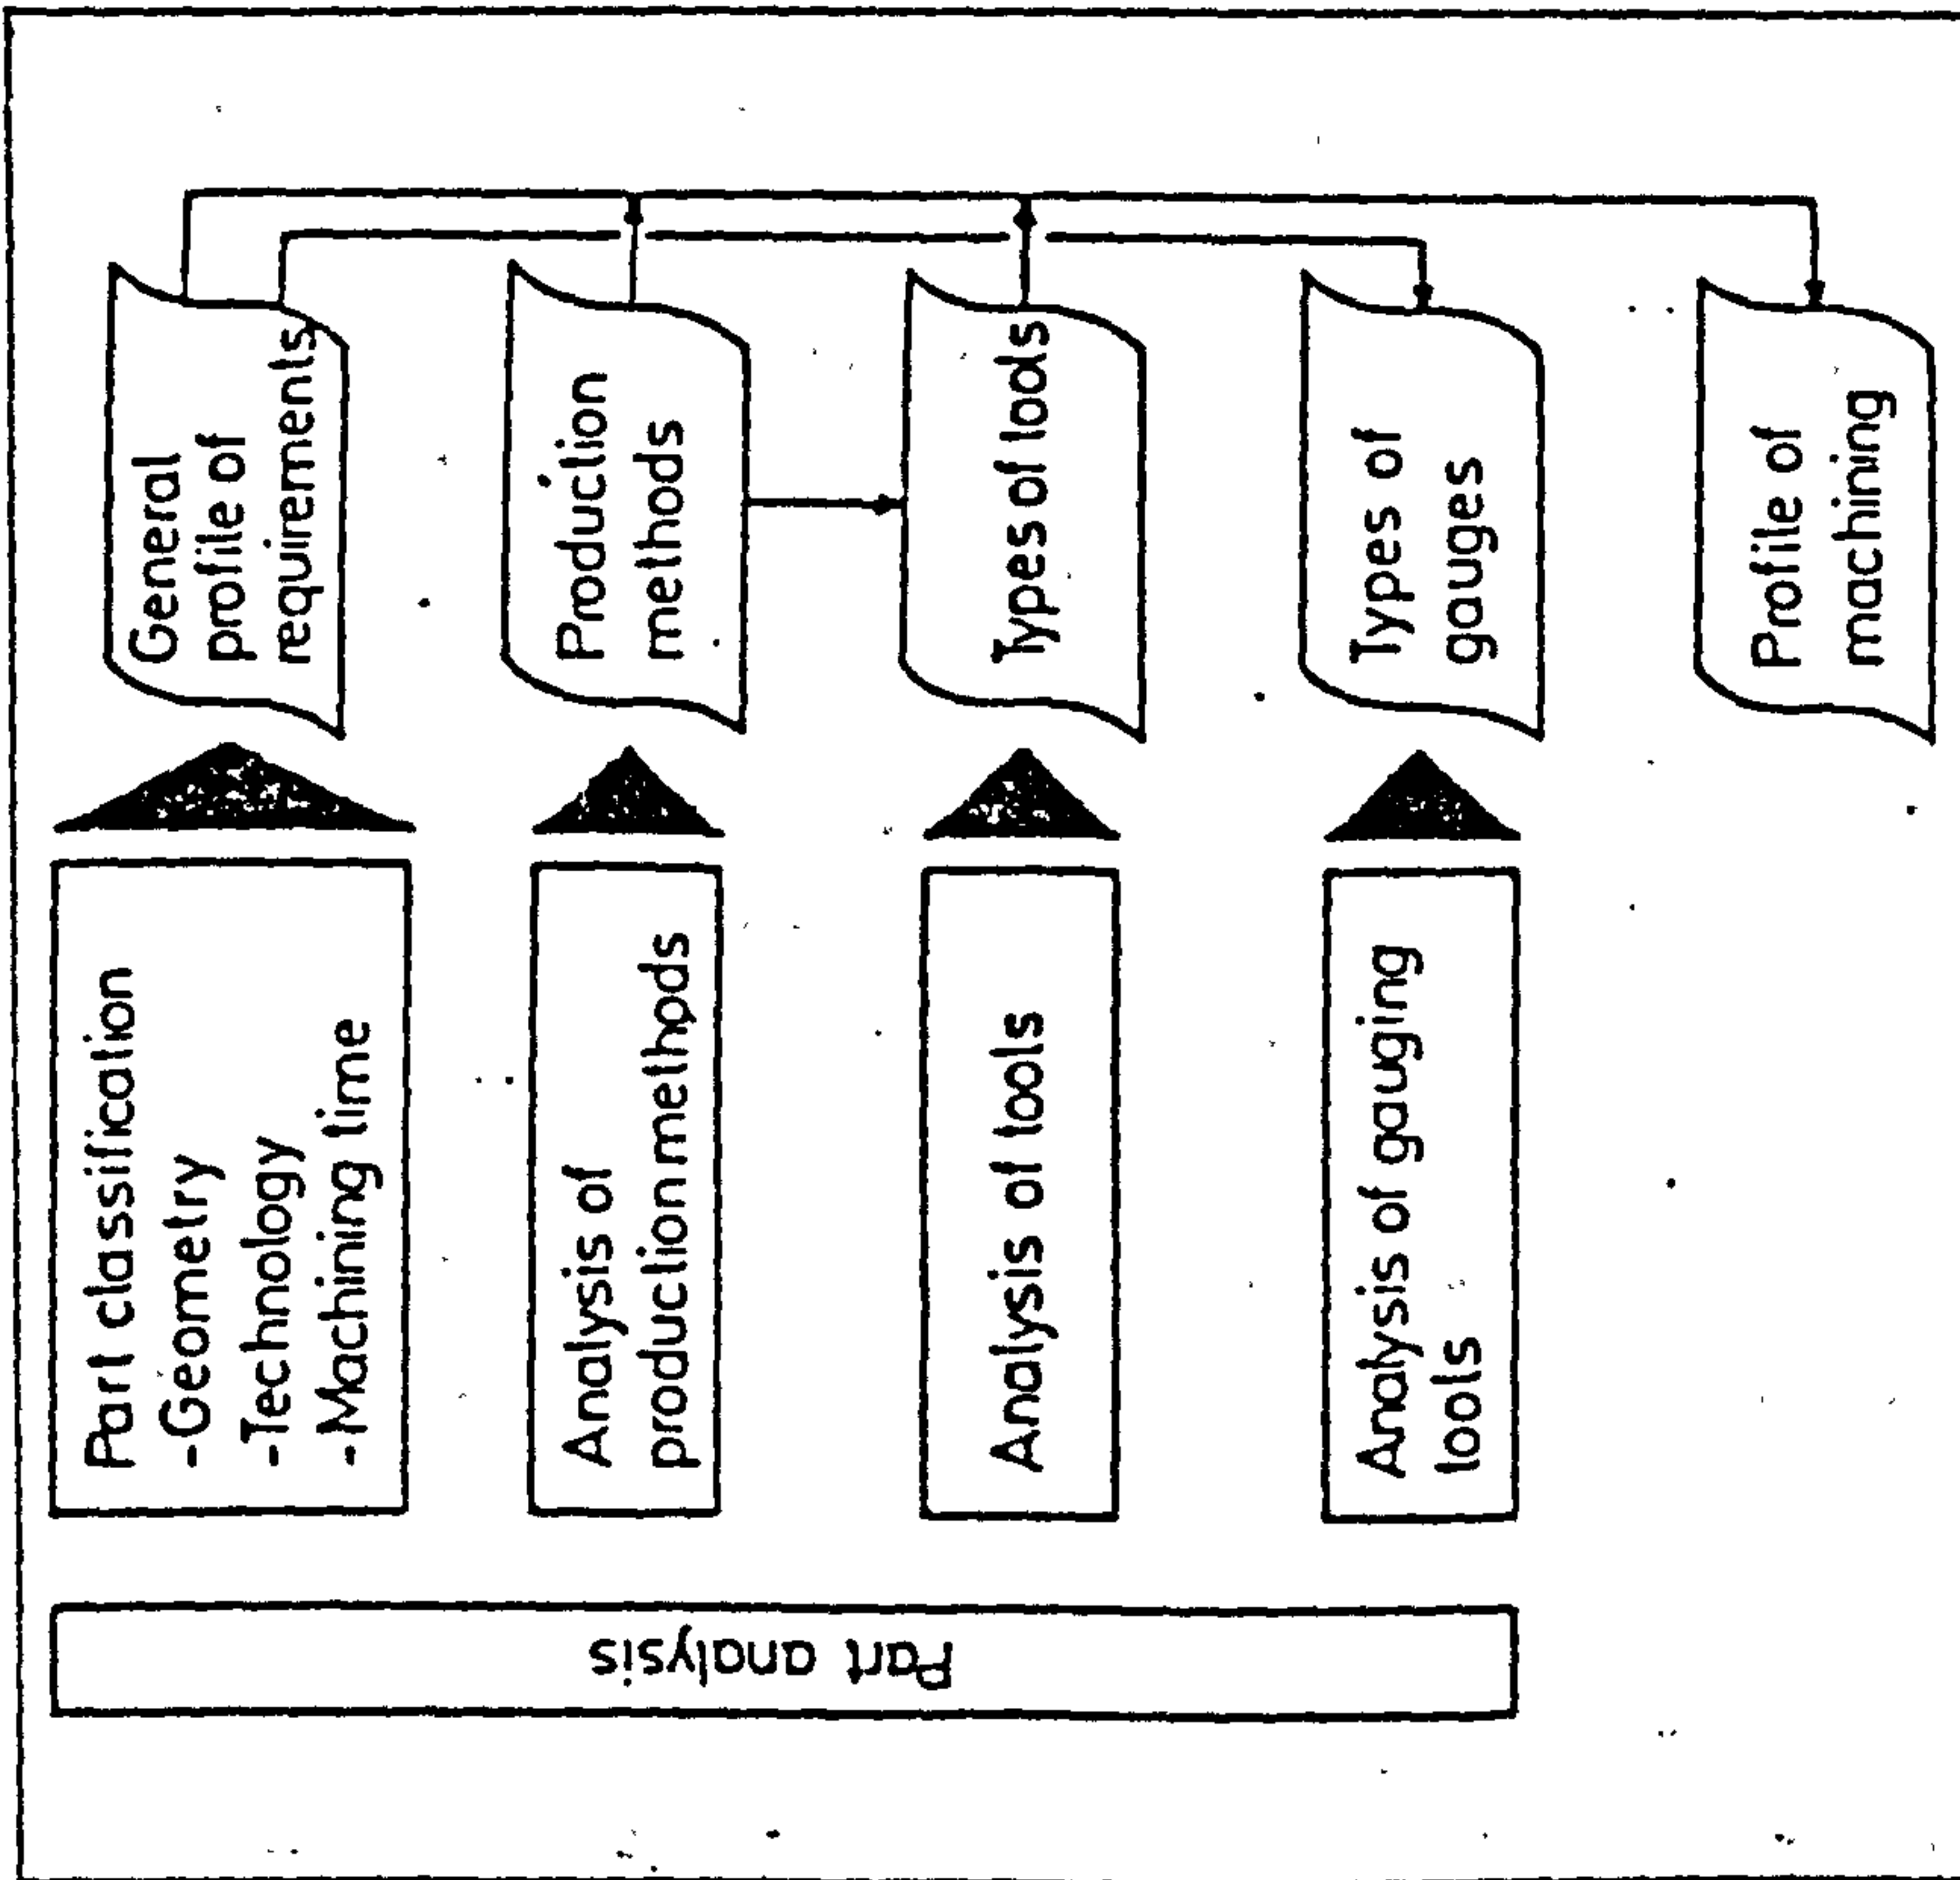 Part analysis
Part classification
-Geometry
-Technology
-Machining time
General
profile of
requirements
Analysis of
production methods
Production
methods
Analysis of tools
Types of tools
Analysis of gauging
tools
Types of
gauges
Profile of
machining